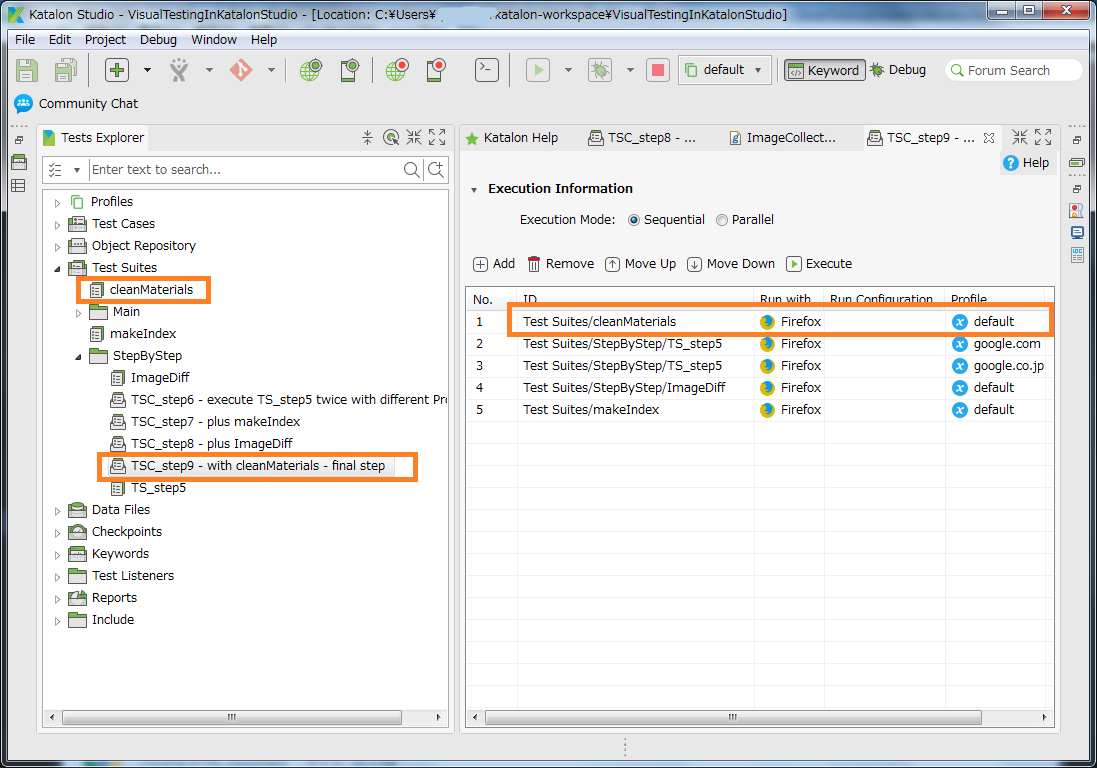 Katalon Studio - VisualTestingInKatalonStudio - [Location: C:¥Users¥ katalon-workspace¥VisualTestingInKatalonStudio]
File Edit Project Debug Window Help
default Keyword Debug Forum Search
Community Chat
Tests Explorer
Enter text to search...
Profiles
Test Cases
Object Repository
Test Suites
cleanMaterials
Main
makeIndex
StepByStep
ImageDiff
TSC_step6 - execute TS_step5 twice with different Pro
TSC_step7 - plus makeIndex
TSC_step8 - plus ImageDiff
TSC_step9 - with cleanMaterials - final step
TS_step5
Data Files
Checkpoints
Keywords
Test Listeners
Reports
Include
Katalon Help TSC_step8 - ... ImageCollect... TSC_step9 - ...
Help
Execution Information
Execution Mode: Sequential Parallel
Add Remove Move Up Move Down Execute
No. ID Run with Run Configuration Profile
1 Test Suites/cleanMaterials Firefox default
2 Test Suites/StepByStep/TS_step5 Firefox google.com
3 Test Suites/StepByStep/TS_step5 Firefox google.co.jp
4 Test Suites/StepByStep/ImageDiff Firefox default
5 Test Suites/makeIndex Firefox default